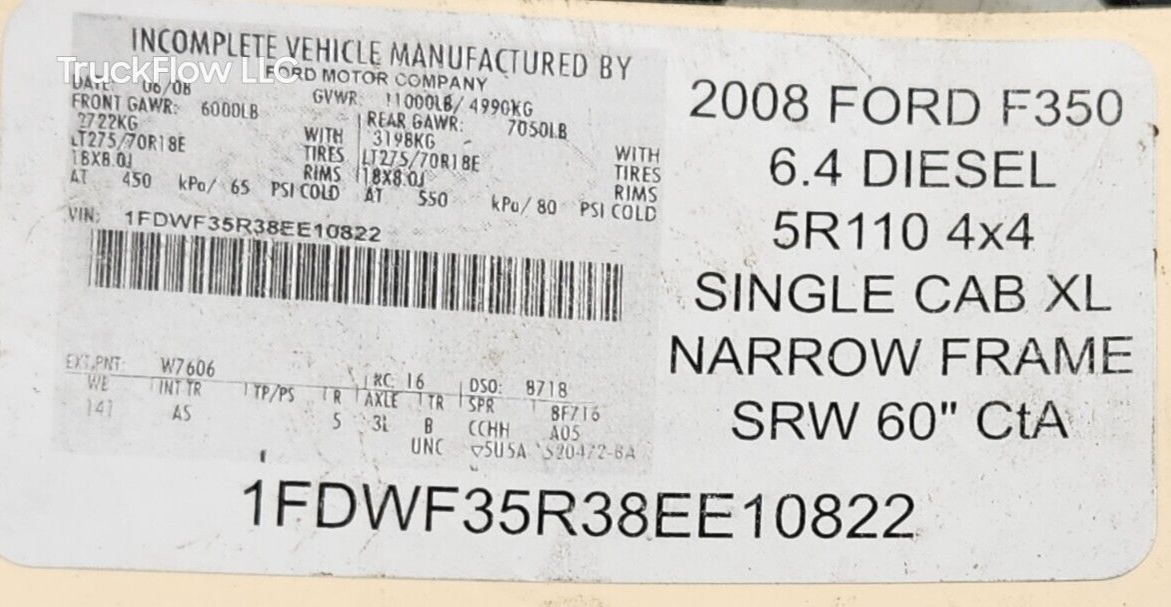 TruckFlow LLC
INCOMPLETE VEHICLE MANUFACTURED BY
FORD MOTOR COMPANY
DATE: 06/08 GVWR: 11000LB/ 4990KG
FRONT GAWR: 6000LB REAR GAWR: 7050LB
2722KG WITH 3198KG WITH
LT275/70R18E TIRES LT275/70R18E TIRES
18X8.0J RIMS 18X8.0J RIMS
AT 450 kPa/ 65 PSI COLD AT 550 kPa/ 80 PSI COLD
VIN: 1FDWF35R38EE10822
EXT PNT: W7606 RC: 16 DSO: 8718
WB INT TR TP/PS R AXLE TR SPR 8F716
141 AS 5 3L B CCHH A05
UNC ▽5U5A S20472-BA
2008 FORD F350
6.4 DIESEL
5R110 4x4
SINGLE CAB XL
NARROW FRAME
SRW 60" CtA
1FDWF35R38EE10822